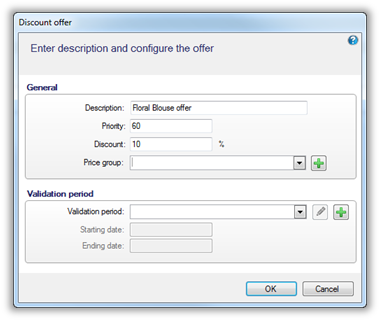 Discount offer
Enter description and configure the offer
?
General
Description: Floral Blouse offer
Priority: 60
Discount: 10 %
Price group:
Validation period
Validation period:
Starting date:
Ending date:
OK Cancel